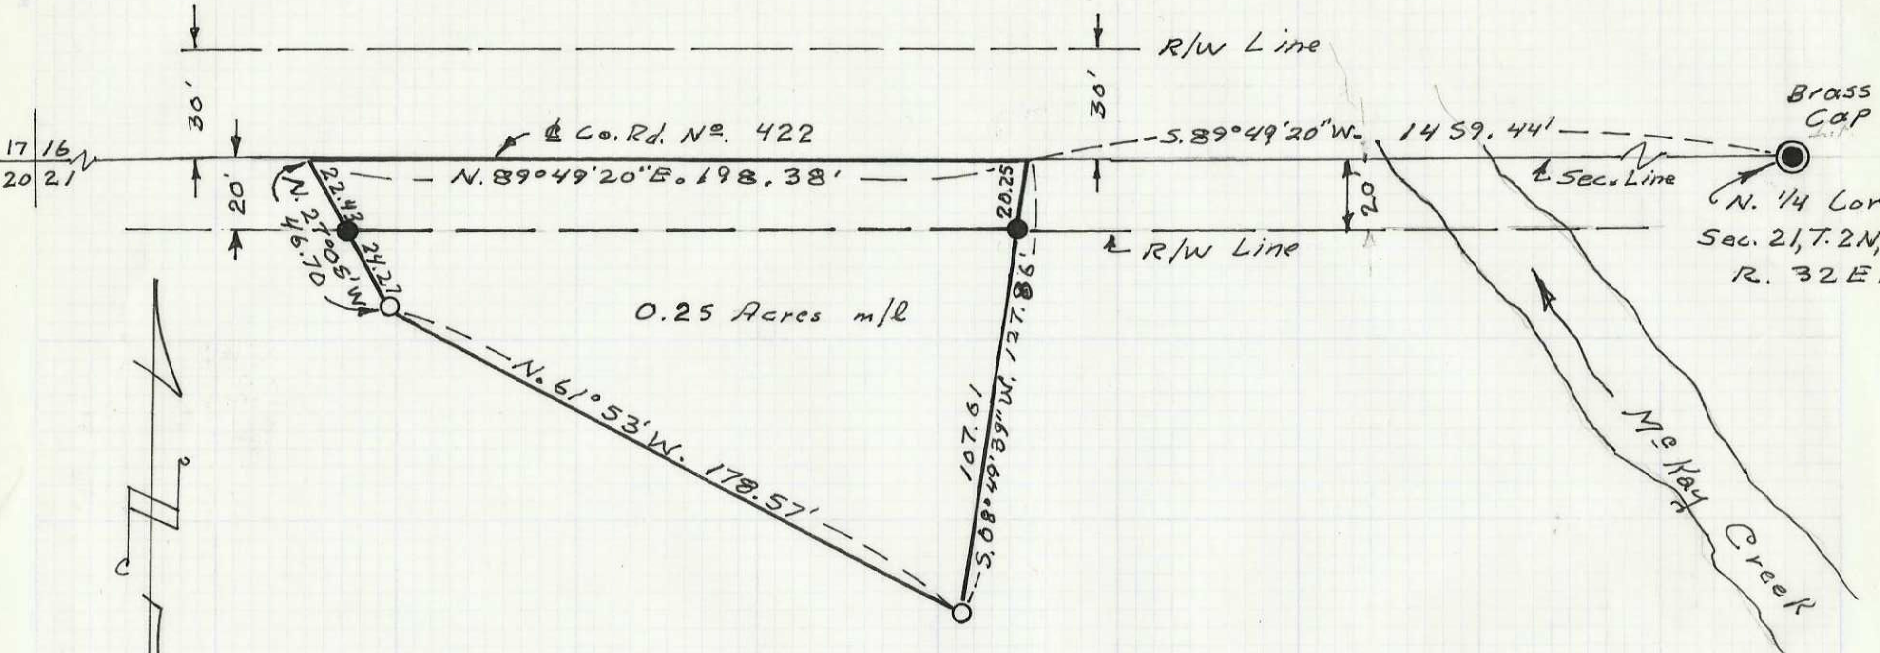 R/W Line
30'
30'
Brass
Cap
17 16
20 21
℄ Co. Rd. No. 422
S. 89°49'20" W. 1459.44'
N. 89°49'20" E. 198.38'
℄ Sec. Line
20'
20'
22.43
20.25
N. 1/4 Cor
Sec. 21, T. 2N,
R. 32 E.
N. 27°05' W.
46.70
24.27
R/W Line
0.25 Acres m/l
N. 61°53' W. 178.57'
107.61
S. 08°49'39" W. 127.86'
McKay Creek